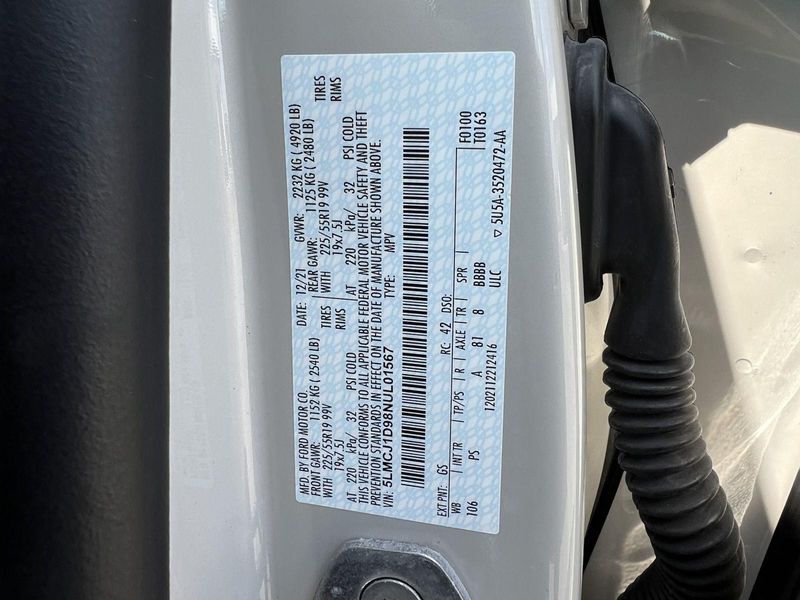 MFD. BY FORD MOTOR CO. DATE: 12/21 GVWR: 2232 KG ( 4920 LB)
FRONT GAWR: 1152 KG (2540 LB) REAR GAWR: 1125 KG ( 2480 LB)
WITH 225/55R19 99V TIRES WITH 225/55R19 99V TIRES
19x7.5J RIMS 19x7.5J RIMS
AT 220 kPa/ 32 PSI COLD AT 220 kPa/ 32 PSI COLD
THIS VEHICLE CONFORMS TO ALL APPLICABLE FEDERAL MOTOR VEHICLE SAFETY AND THEFT
PREVENTION STANDARDS IN EFFECT ON THE DATE OF MANUFACTURE SHOWN ABOVE.
VIN: 5LMCJ1D98NUL01567 TYPE: MPV
EXT PNT: GS RC: 42 DSO: F0100
WB INT TR TP/PS R AXLE TR SPR T0163
106 PS A 81 8 BBBB
ULC
1202112212416 ▽ 5U5A-3520472-AA